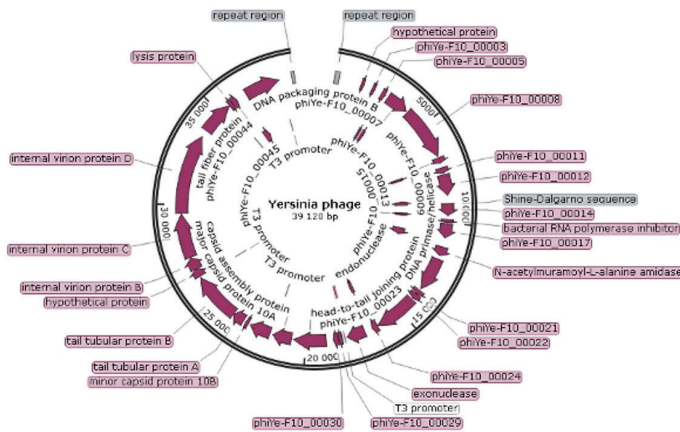 repeat region
repeat region
hypothetical protein
phiYe-F10_00003
phiYe-F10_00005
lysis protein
DNA packaging protein B
phiYe-F10_00007
phiYe-F10_00008
5000
35 000
tail fiber protein
phiYe-F10_00044
phiYe-F10_00045
T3 promoter
phiYe-F10_00009
phiYe-F10_00011
phiYe-F10_00012
internal virion protein D
phiYe-F10_00013
phiYe-F10_00015
Shine-Dalgarno sequence
10 000
phiYe-F10_00014
Yersinia phage
39 120 bp
bacterial RNA polymerase inhibitor
phiYe-F10_00017
30 000
internal virion protein C
T3 promoter
T3 promoter
endonuclease
DNA primase/helicase
N-acetylmuramoyl-L-alanine amidase
internal virion protein B
hypothetical protein
capsid assembly protein
major capsid protein 10A
head-to-tail joining protein
phiYe-F10_00023
25 000
15 000
phiYe-F10_00021
phiYe-F10_00022
tail tubular protein B
tail tubular protein A
minor capsid protein 10B
20 000
phiYe-F10_00024
exonuclease
T3 promoter
phiYe-F10_00029
phiYe-F10_00030